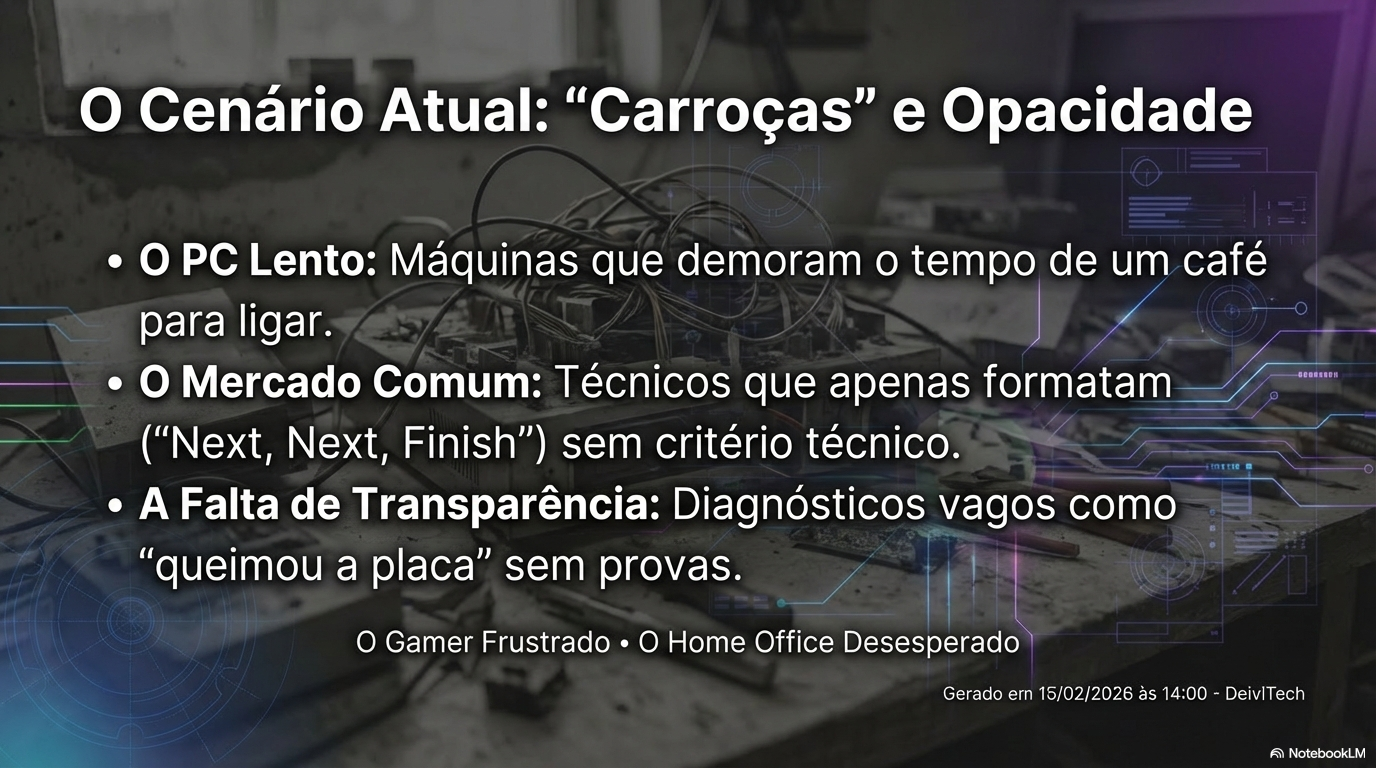 O Cenário Atual: “Carroças” e Opacidade
• O PC Lento: Máquinas que demoram o tempo de um café
para ligar.
• O Mercado Comum: Técnicos que apenas formatam
(“Next, Next, Finish”) sem critério técnico.
• A Falta de Transparência: Diagnósticos vagos como
“queimou a placa” sem provas.
O Gamer Frustrado • O Home Office Desesperado
Gerado em 15/02/2026 às 14:00 - DeivlTech
NotebookLM